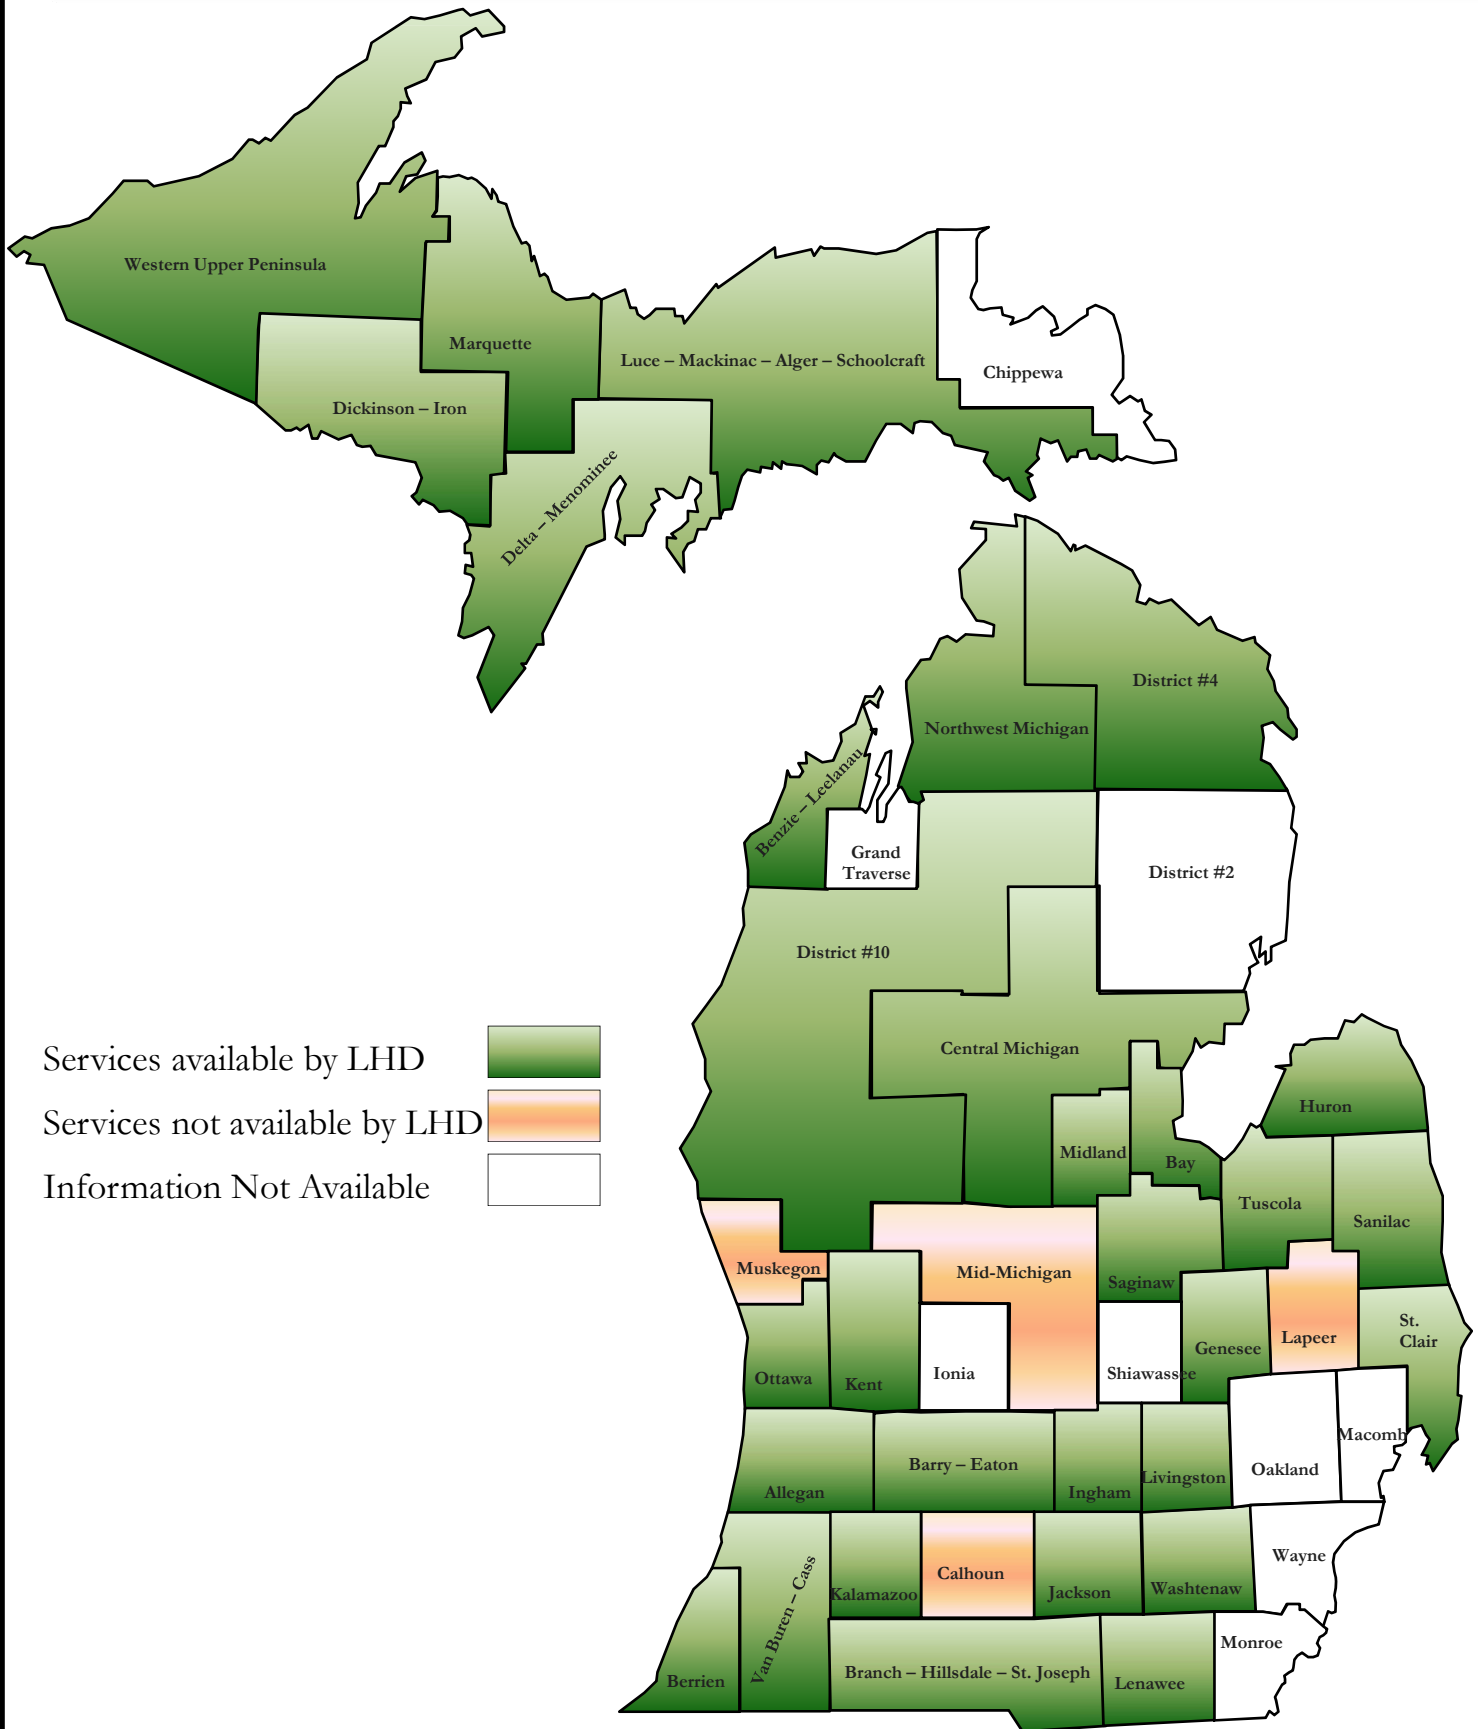 Western Upper Peninsula
Marquette
Luce – Mackinac – Alger – Schoolcraft
Chippewa
Dickinson – Iron
Delta – Menominee
District #4
Northwest Michigan
Benzie – Leelanau
Grand
Traverse
District #2
District #10
Central Michigan
Services available by LHD
Services not available by LHD
Information Not Available
Huron
Midland
Bay
Tuscola
Sanilac
Muskegon
Mid-Michigan
Saginaw
Lapeer
St.
Clair
Genesee
Ottawa
Kent
Ionia
Shiawassee
Macomb
Oakland
Allegan
Barry – Eaton
Ingham
Livingston
Wayne
Van Buren – Cass
Kalamazoo
Calhoun
Jackson
Washtenaw
Monroe
Berrien
Branch – Hillsdale – St. Joseph
Lenawee